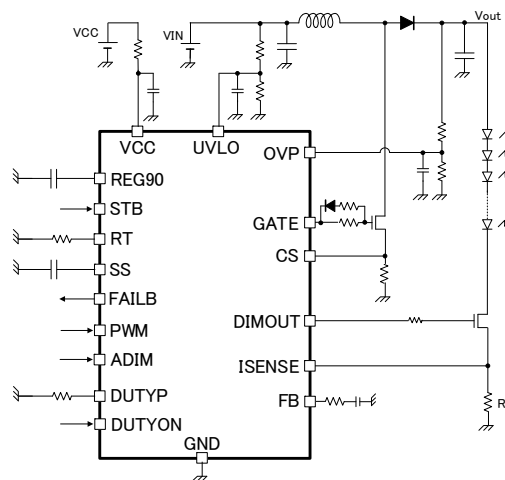 VCC
VIN
Vout
VCC
UVLO
OVP
REG90
STB
GATE
RT
CS
SS
FAILB
DIMOUT
PWM
ADIM
ISENSE
DUTYP
FB
DUTYON
GND
R